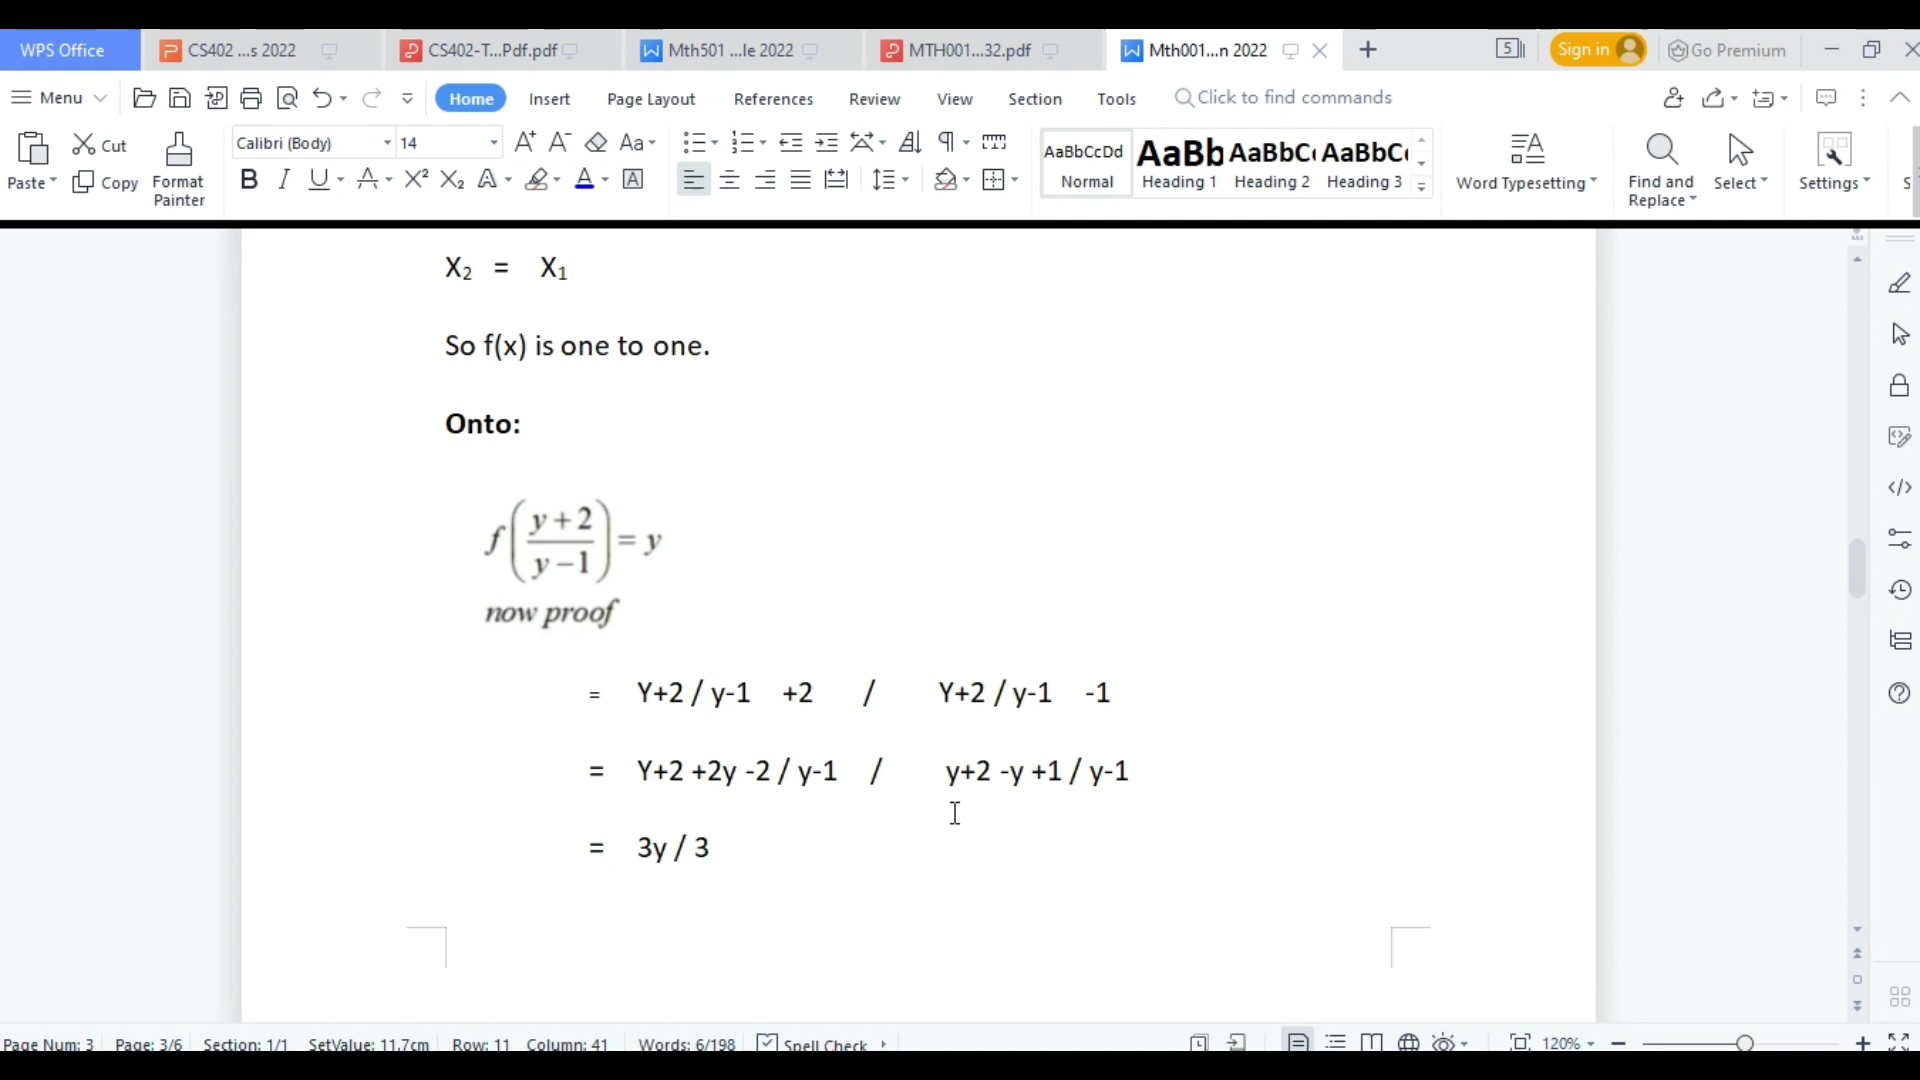 WPS Office CS402 ...s 2022 CS402-T...Pdf.pdf Mth501 ...le 2022 MTH001...32.pdf Mth001...n 2022 + 5 Sign in Go Premium
Menu Home Insert Page Layout References Review View Section Tools Click to find commands
Paste Cut Copy Format Painter Calibri (Body) 14 A+ A- Aa B I U A X² X₂ A A A
AaBbCcDd Normal AaBb Heading 1 AaBbC Heading 2 AaBbC Heading 3 Word Typesetting Find and Replace Select Settings S
X₂ = X₁
So f(x) is one to one.
Onto:
f((y+2)/(y−1)) = y
now proof
= Y+2 / y-1 +2 / Y+2 / y-1 -1
= Y+2 +2y -2 / y-1 / y+2 -y +1 / y-1
= 3y / 3
Page Num: 3 Page: 3/6 Section: 1/1 SetValue: 11.7cm Row: 11 Column: 41 Words: 6/198 Spell Check 120%